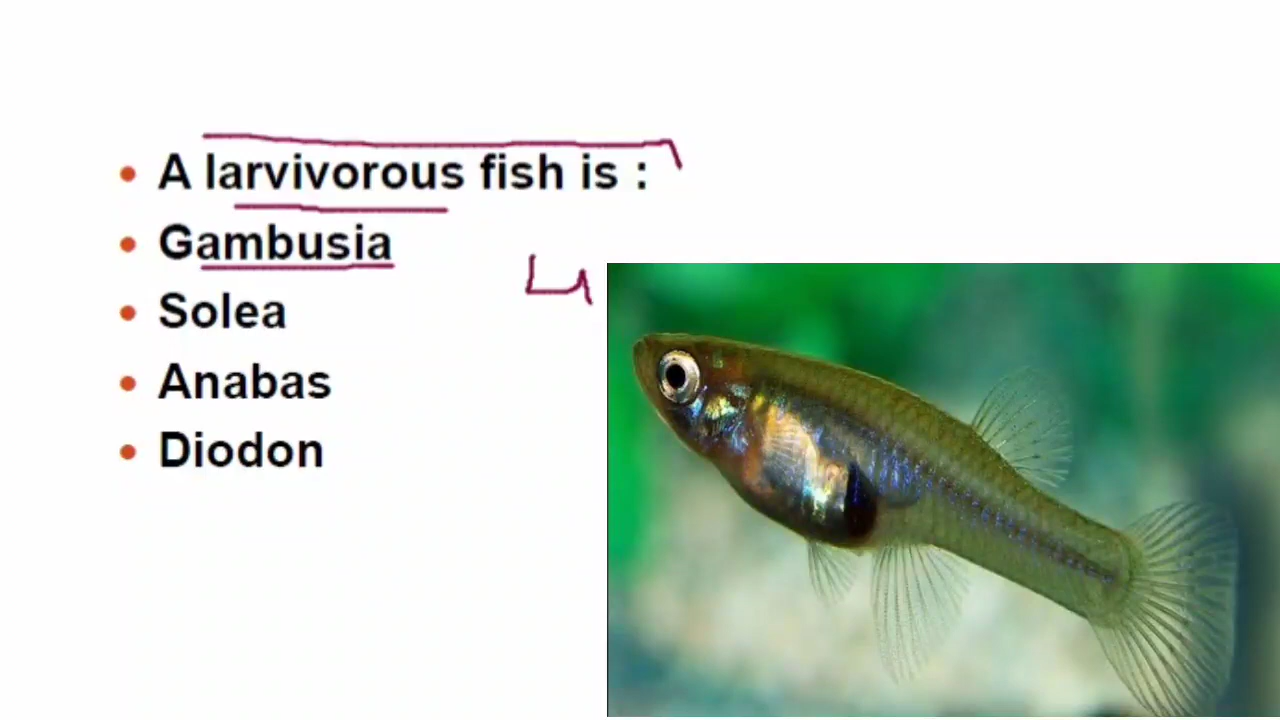 A larvivorous fish is :
Gambusia
Solea
Anabas
Diodon